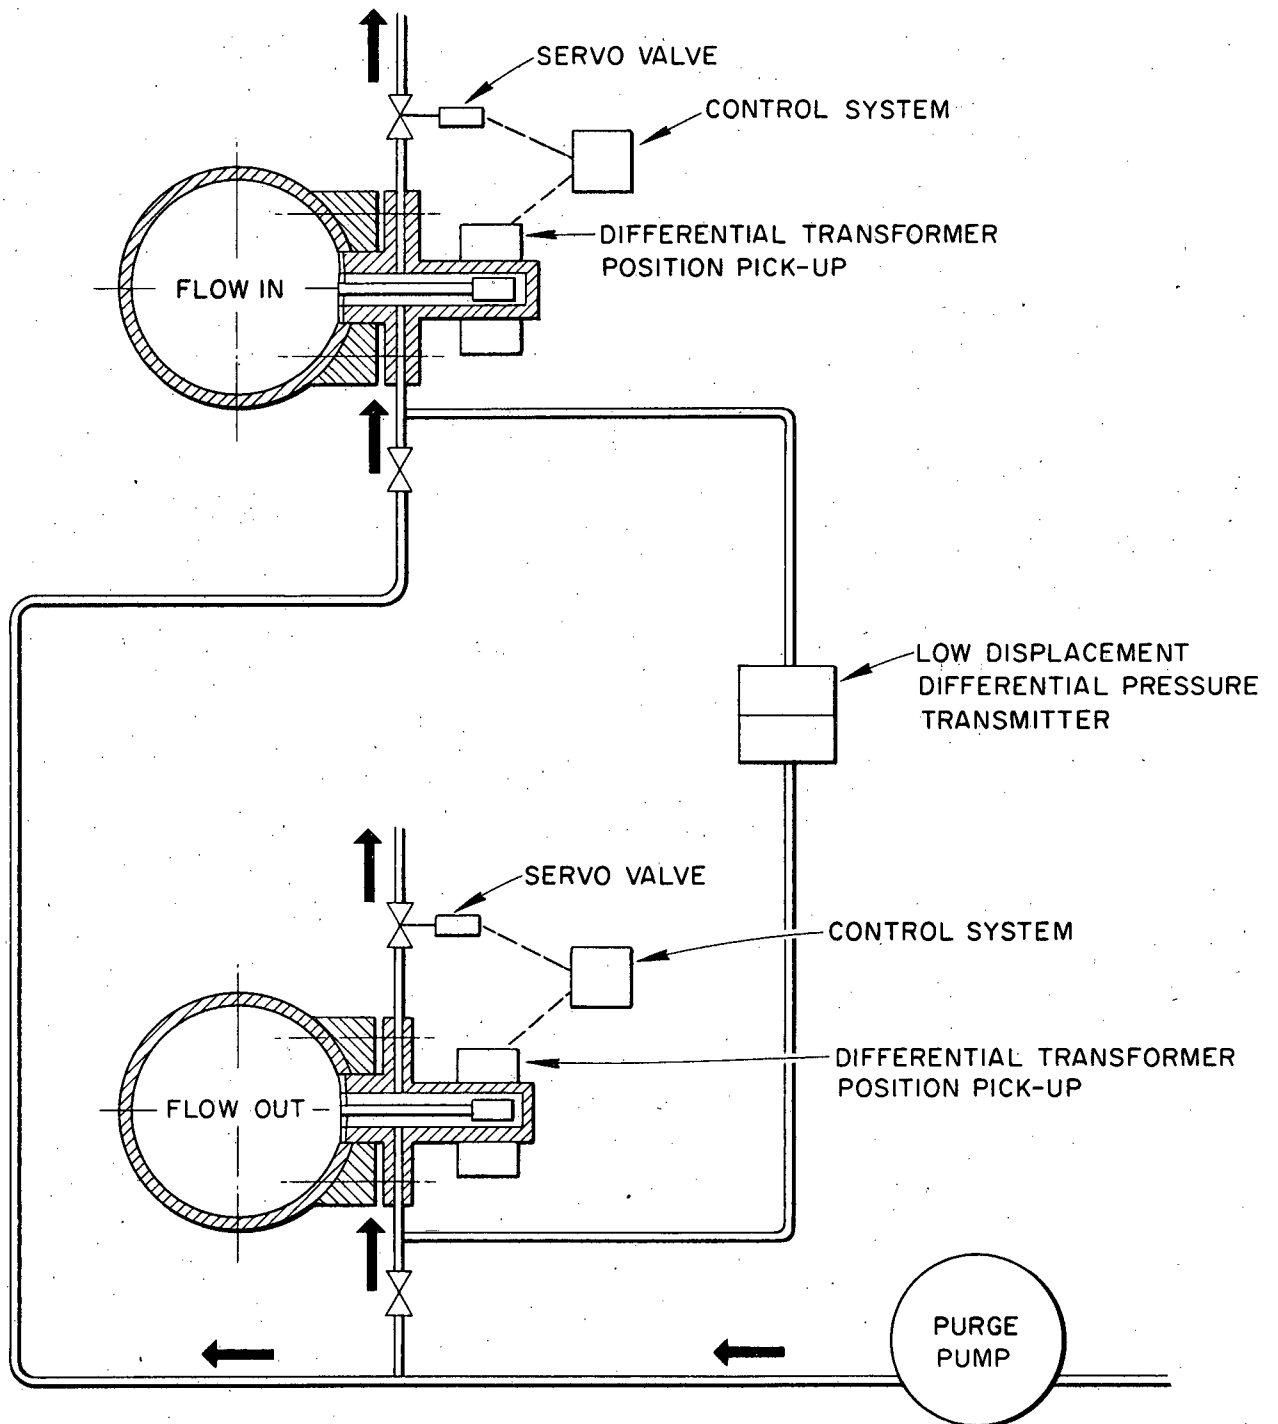 SERVO VALVE
CONTROL SYSTEM
DIFFERENTIAL TRANSFORMER
POSITION PICK-UP
FLOW IN
LOW DISPLACEMENT
DIFFERENTIAL PRESSURE
TRANSMITTER
SERVO VALVE
CONTROL SYSTEM
DIFFERENTIAL TRANSFORMER
POSITION PICK-UP
FLOW OUT
PURGE
PUMP